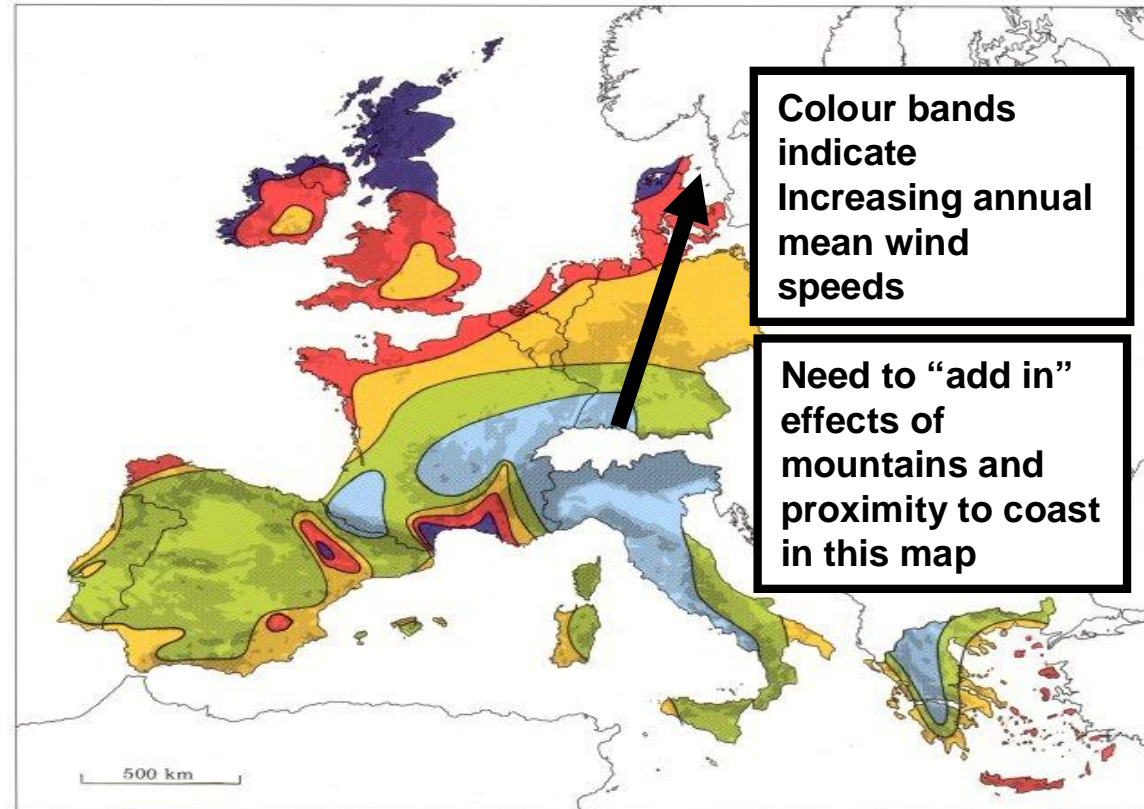 Colour bands
indicate
Increasing annual
mean wind
speeds
Need to “add in”
effects of
mountains and
proximity to coast
in this map
500 km